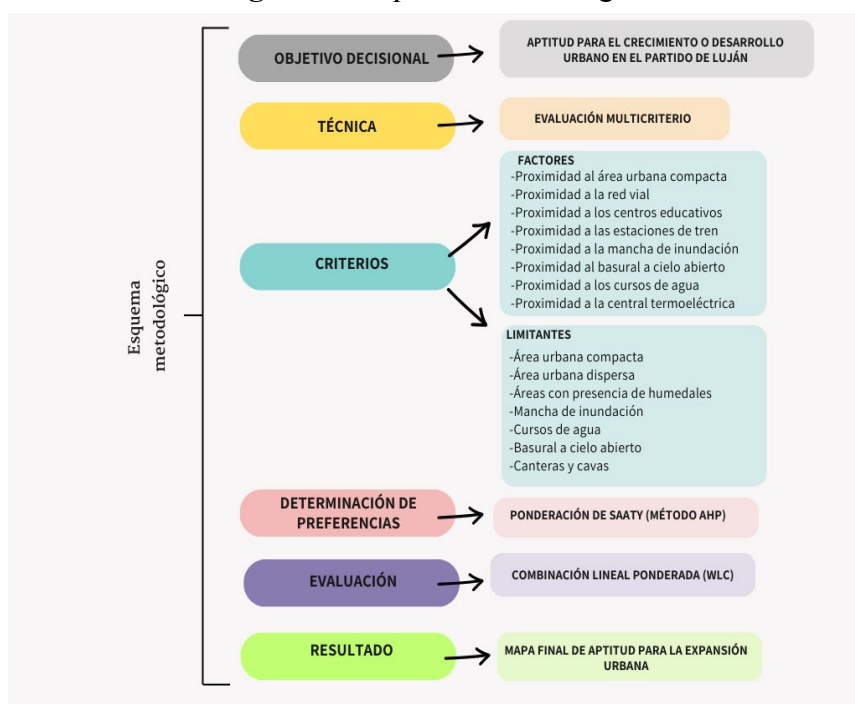 Esquema
metodológico
OBJETIVO DECISIONAL
APTITUD PARA EL CRECIMIENTO O DESARROLLO
URBANO EN EL PARTIDO DE LUJÁN
TÉCNICA
EVALUACIÓN MULTICRITERIO
CRITERIOS
FACTORES
-Proximidad al área urbana compacta
-Proximidad a la red vial
-Proximidad a los centros educativos
-Proximidad a las estaciones de tren
-Proximidad a la mancha de inundación
-Proximidad al basural a cielo abierto
-Proximidad a los cursos de agua
-Proximidad a la central termoeléctrica
LIMITANTES
-Área urbana compacta
-Área urbana dispersa
-Áreas con presencia de humedales
-Mancha de inundación
-Cursos de agua
-Basural a cielo abierto
-Canteras y cavas
DETERMINACIÓN DE
PREFERENCIAS
PONDERACIÓN DE SAATY (MÉTODO AHP)
EVALUACIÓN
COMBINACIÓN LINEAL PONDERADA (WLC)
RESULTADO
MAPA FINAL DE APTITUD PARA LA EXPANSIÓN
URBANA